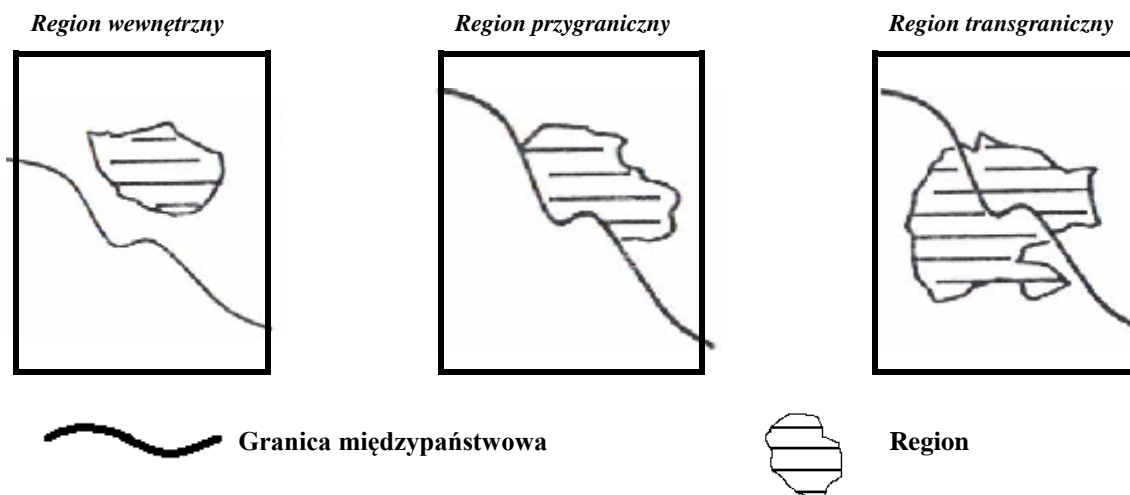 Region wewnętrzny
Region przygraniczny
Region transgraniczny
Granica międzypaństwowa
Region